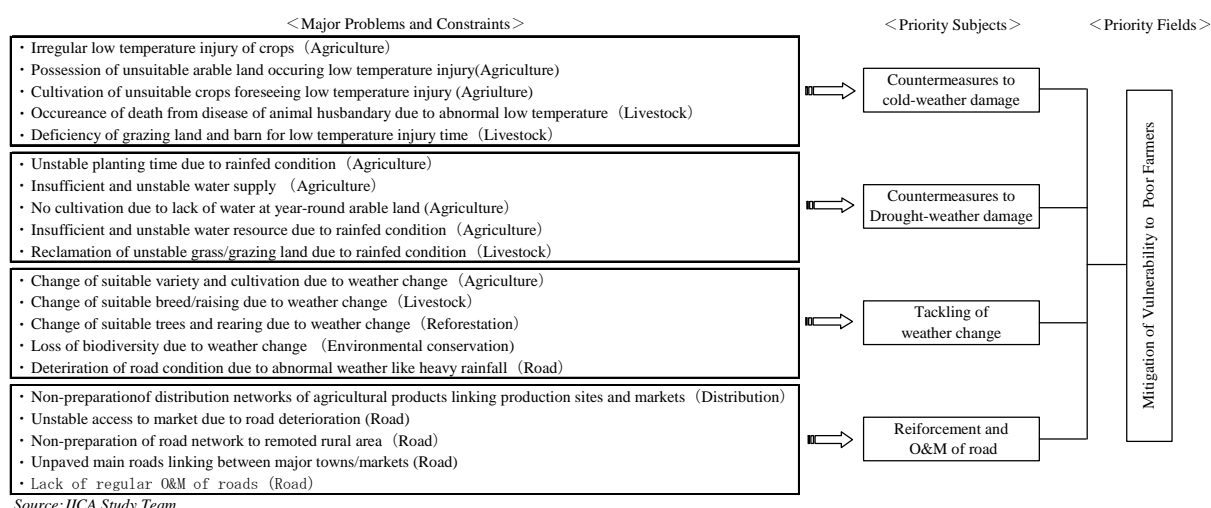 <Major Problems and Constraints>
<Priority Subjects>
<Priority Fields>
・Irregular low temperature injury of crops (Agriculture)
・Possession of unsuitable arable land occuring low temperature injury(Agriculture)
・Cultivation of unsuitable crops foreseeing low temperature injury (Agriulture)
・Occureance of death from disease of animal husbandary due to abnormal low temperature (Livestock)
・Deficiency of grazing land and barn for low temperature injury time (Livestock)
Countermeasures to
cold-weather damage
・Unstable planting time due to rainfed condition (Agriculture)
・Insufficient and unstable water supply (Agriculture)
・No cultivation due to lack of water at year-round arable land (Agriculture)
・Insufficient and unstable water resource due to rainfed condition (Agriculture)
・Reclamation of unstable grass/grazing land due to rainfed condition (Livestock)
Countermeasures to
Drought-weather damage
・Change of suitable variety and cultivation due to weather change (Agriculture)
・Change of suitable breed/raising due to weather change (Livestock)
・Change of suitable trees and rearing due to weather change (Reforestation)
・Loss of biodiversity due to weather change (Environmental conservation)
・Deteriration of road condition due to abnormal weather like heavy rainfall (Road)
Tackling of
weather change
・Non-preparationof distribution networks of agricultural products linking production sites and markets (Distribution)
・Unstable access to market due to road deterioration (Road)
・Non-preparation of road network to remoted rural area (Road)
・Unpaved main roads linking between major towns/markets (Road)
・Lack of regular O&M of roads (Road)
Reiforcement and
O&M of road
Mitigation of Vulnerability to Poor Farmers
Source: JICA Study Team